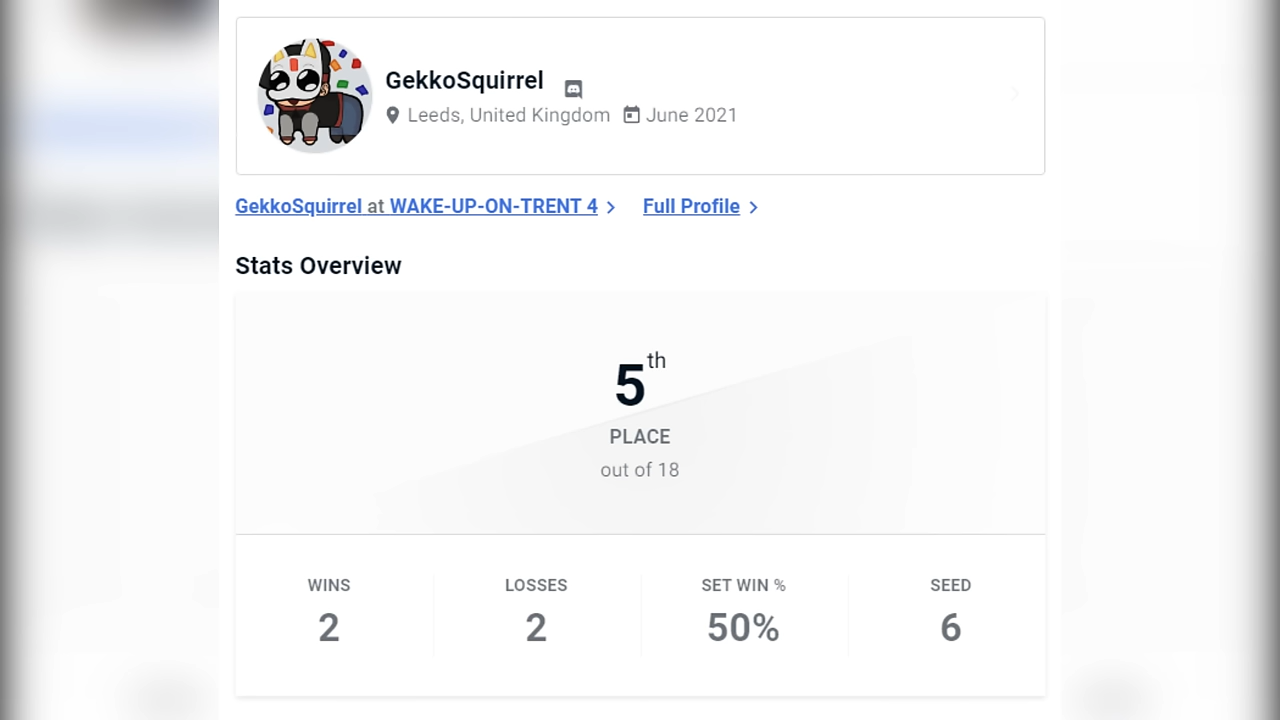 GekkoSquirrel
Leeds, United Kingdom June 2021
GekkoSquirrel at WAKE-UP-ON-TRENT 4 Full Profile
Stats Overview
5th
PLACE
out of 18
WINS LOSSES SET WIN % SEED
2 2 50% 6